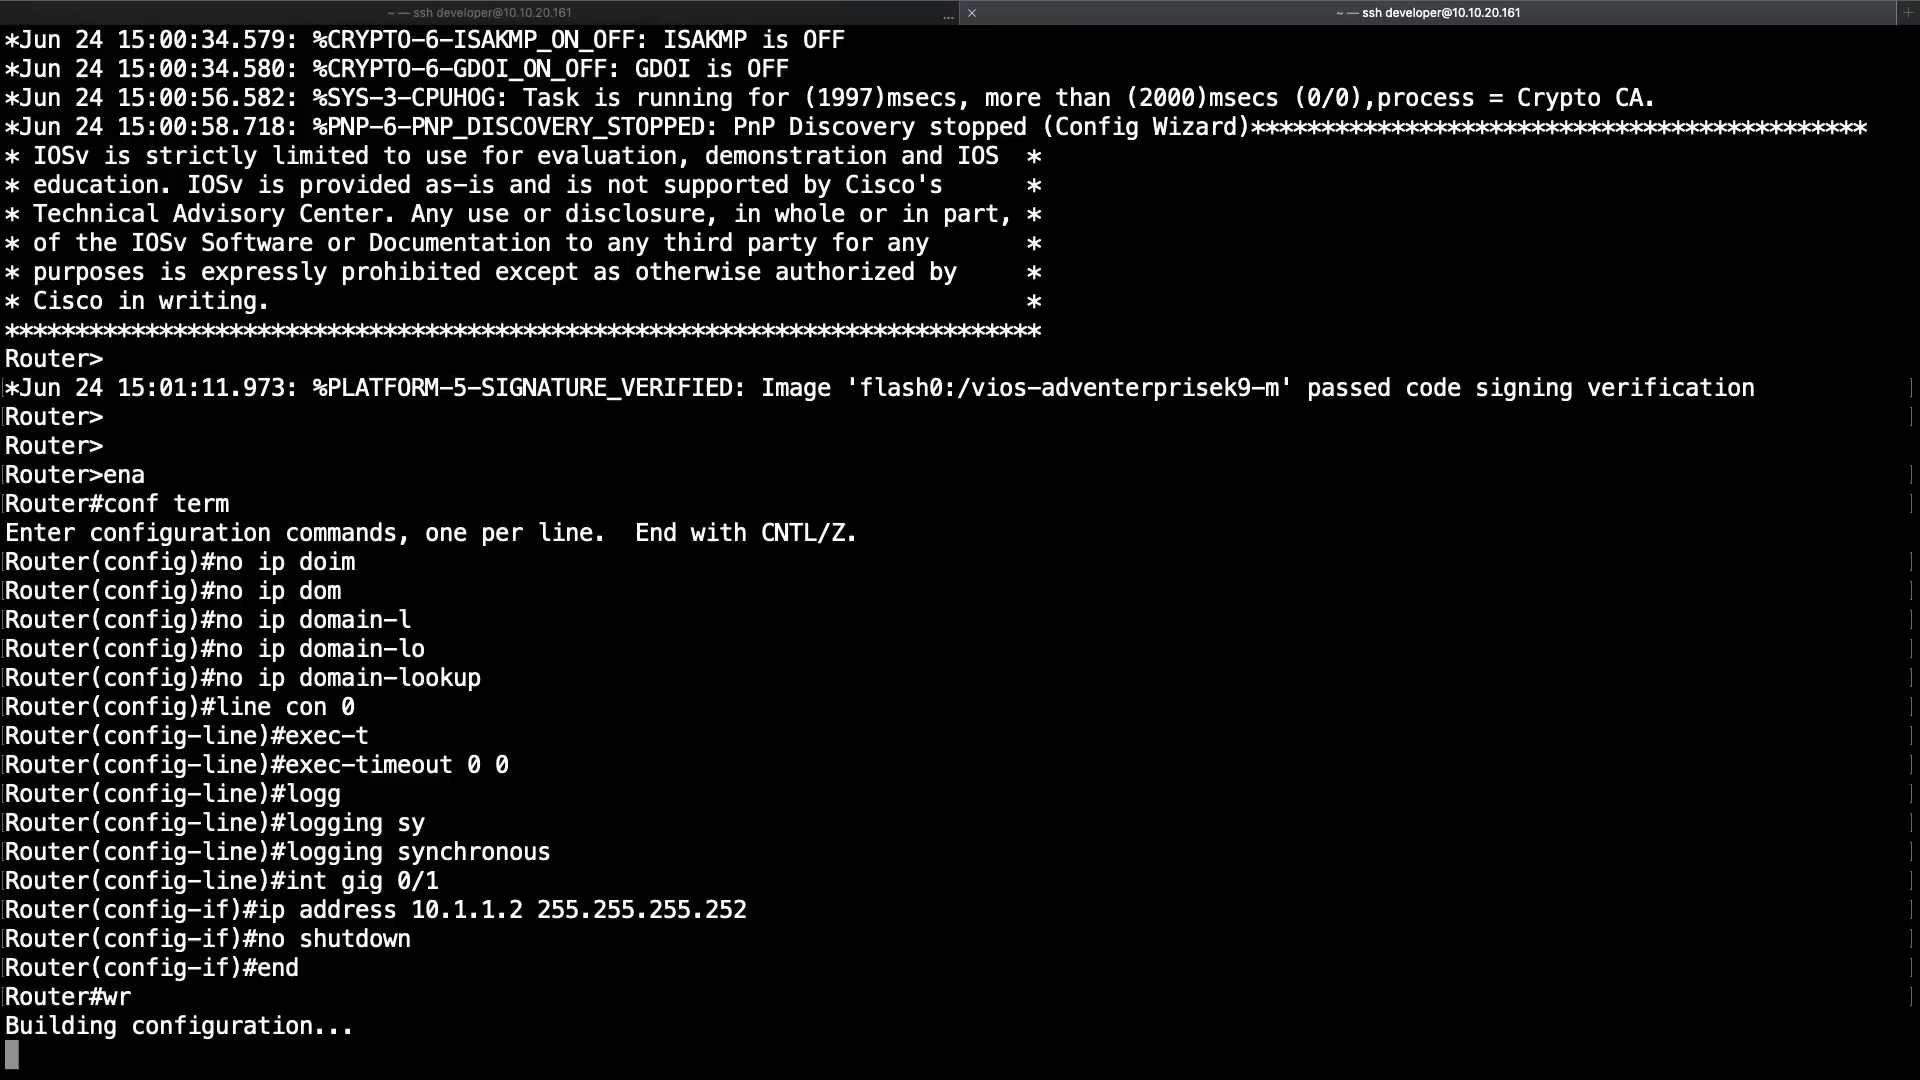 ~ — ssh developer@10.10.20.161 ... × ~ — ssh developer@10.10.20.161 +
*Jun 24 15:00:34.579: %CRYPTO-6-ISAKMP_ON_OFF: ISAKMP is OFF
*Jun 24 15:00:34.580: %CRYPTO-6-GDOI_ON_OFF: GDOI is OFF
*Jun 24 15:00:56.582: %SYS-3-CPUHOG: Task is running for (1997)msecs, more than (2000)msecs (0/0),process = Crypto CA.
*Jun 24 15:00:58.718: %PNP-6-PNP_DISCOVERY_STOPPED: PnP Discovery stopped (Config Wizard)********************************************
* IOSv is strictly limited to use for evaluation, demonstration and IOS  *
* education. IOSv is provided as-is and is not supported by Cisco's      *
* Technical Advisory Center. Any use or disclosure, in whole or in part, *
* of the IOSv Software or Documentation to any third party for any       *
* purposes is expressly prohibited except as otherwise authorized by     *
* Cisco in writing.                                                      *
**************************************************************************
Router>
*Jun 24 15:01:11.973: %PLATFORM-5-SIGNATURE_VERIFIED: Image 'flash0:/vios-adventerprisek9-m' passed code signing verification
Router>
Router>
Router>ena
Router#conf term
Enter configuration commands, one per line.  End with CNTL/Z.
Router(config)#no ip doim
Router(config)#no ip dom
Router(config)#no ip domain-l
Router(config)#no ip domain-lo
Router(config)#no ip domain-lookup
Router(config)#line con 0
Router(config-line)#exec-t
Router(config-line)#exec-timeout 0 0
Router(config-line)#logg
Router(config-line)#logging sy
Router(config-line)#logging synchronous
Router(config-line)#int gig 0/1
Router(config-if)#ip address 10.1.1.2 255.255.255.252
Router(config-if)#no shutdown
Router(config-if)#end
Router#wr
Building configuration...